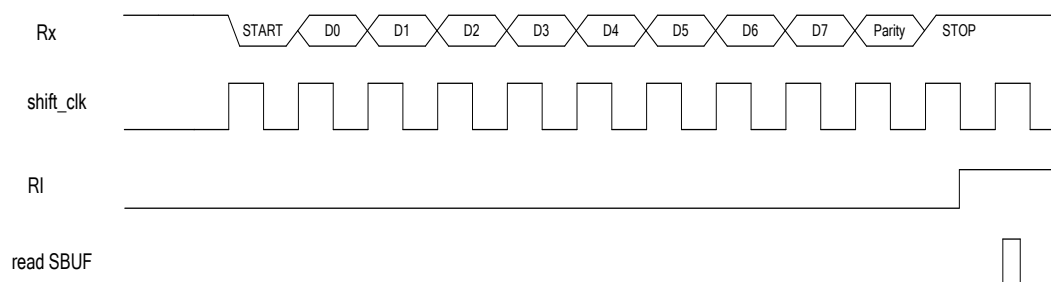 Rx START D0 D1 D2 D3 D4 D5 D6 D7 Parity STOP
shift_clk
RI
read SBUF